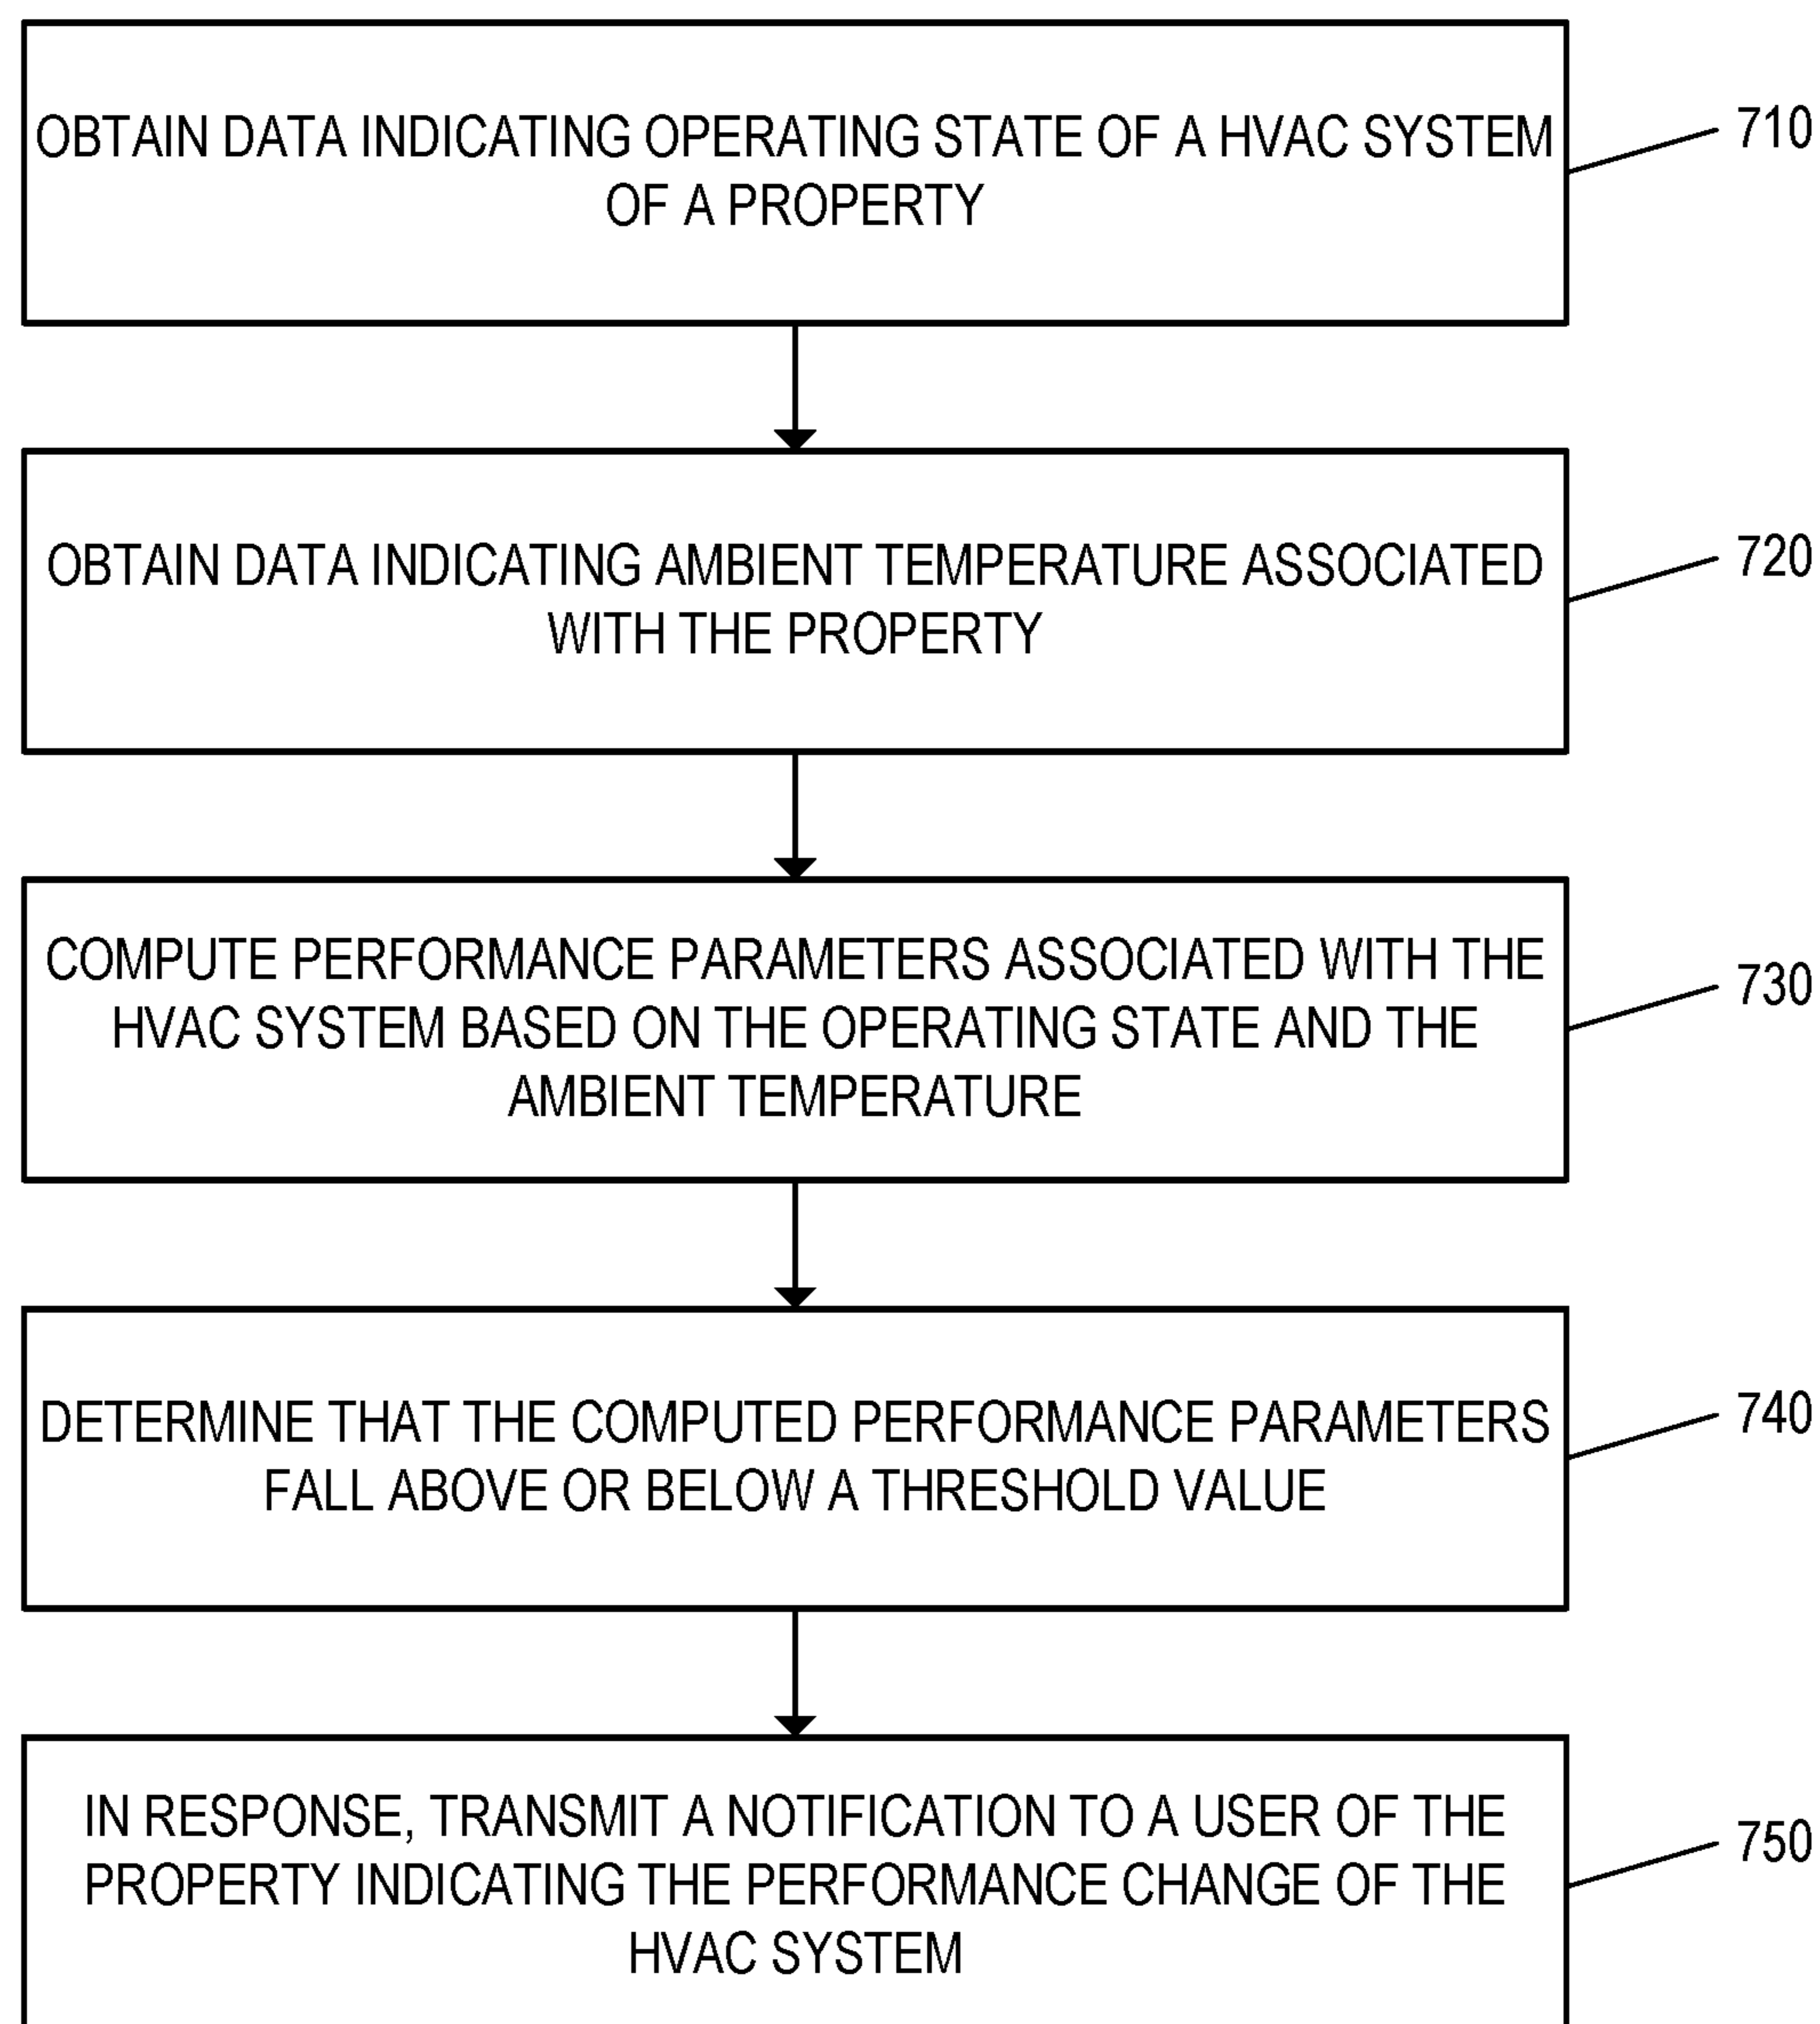 OBTAIN DATA INDICATING OPERATING STATE OF A HVAC SYSTEM
OF A PROPERTY
710
OBTAIN DATA INDICATING AMBIENT TEMPERATURE ASSOCIATED
WITH THE PROPERTY
720
COMPUTE PERFORMANCE PARAMETERS ASSOCIATED WITH THE
HVAC SYSTEM BASED ON THE OPERATING STATE AND THE
AMBIENT TEMPERATURE
730
DETERMINE THAT THE COMPUTED PERFORMANCE PARAMETERS
FALL ABOVE OR BELOW A THRESHOLD VALUE
740
IN RESPONSE, TRANSMIT A NOTIFICATION TO A USER OF THE
PROPERTY INDICATING THE PERFORMANCE CHANGE OF THE
HVAC SYSTEM
750